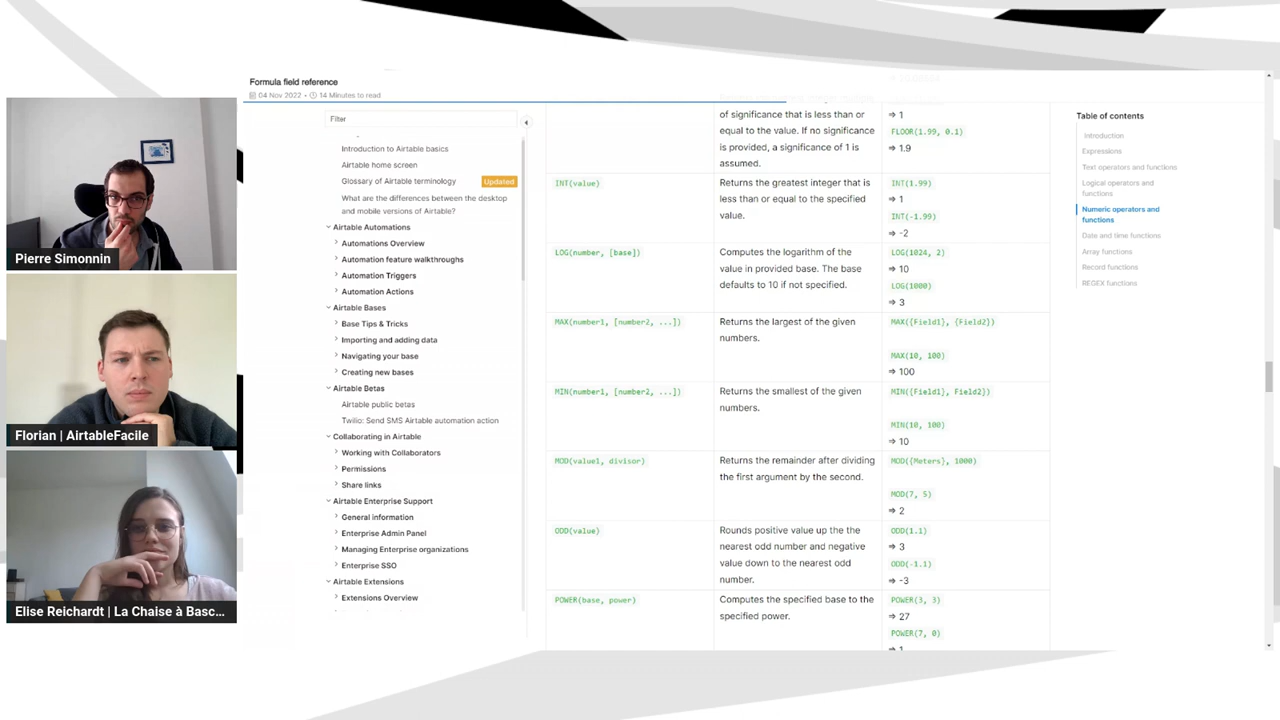 Formula field reference
04 Nov 2022 • 14 Minutes to read
Pierre Simonnin
Florian | AirtableFacile
Elise Reichardt | La Chaise à Basc...
Filter
Introduction to Airtable basics
Airtable home screen
Glossary of Airtable terminology Updated
What are the differences between the desktop
and mobile versions of Airtable?
Airtable Automations
Automations Overview
Automation feature walkthroughs
Automation Triggers
Automation Actions
Airtable Bases
Base Tips & Tricks
Importing and adding data
Navigating your base
Creating new bases
Airtable Betas
Airtable public betas
Twilio: Send SMS Airtable automation action
Collaborating in Airtable
Working with Collaborators
Permissions
Share links
Airtable Enterprise Support
General information
Enterprise Admin Panel
Managing Enterprise organizations
Enterprise SSO
Airtable Extensions
Extensions Overview
of significance that is less than or
equal to the value. If no significance
is provided, a significance of 1 is
assumed.
⇒ 1
FLOOR(1.99, 0.1)
⇒ 1.9
INT(value)
Returns the greatest integer that is
less than or equal to the specified
value.
INT(1.99)
⇒ 1
INT(-1.99)
⇒ -2
LOG(number, [base])
Computes the logarithm of the
value in provided base. The base
defaults to 10 if not specified.
LOG(1024, 2)
⇒ 10
LOG(1000)
⇒ 3
MAX(number1, [number2, ...])
Returns the largest of the given
numbers.
MAX({Field1}, {Field2})
MAX(10, 100)
⇒ 100
MIN(number1, [number2, ...])
Returns the smallest of the given
numbers.
MIN({Field1}, Field2})
MIN(10, 100)
⇒ 10
MOD(value1, divisor)
Returns the remainder after dividing
the first argument by the second.
MOD({Meters}, 1000)
MOD(7, 5)
⇒ 2
ODD(value)
Rounds positive value up the the
nearest odd number and negative
value down to the nearest odd
number.
ODD(1.1)
⇒ 3
ODD(-1.1)
⇒ -3
POWER(base, power)
Computes the specified base to the
specified power.
POWER(3, 3)
⇒ 27
POWER(7, 0)
⇒ 1
Table of contents
Introduction
Expressions
Text operators and functions
Logical operators and
functions
Numeric operators and
functions
Date and time functions
Array functions
Record functions
REGEX functions